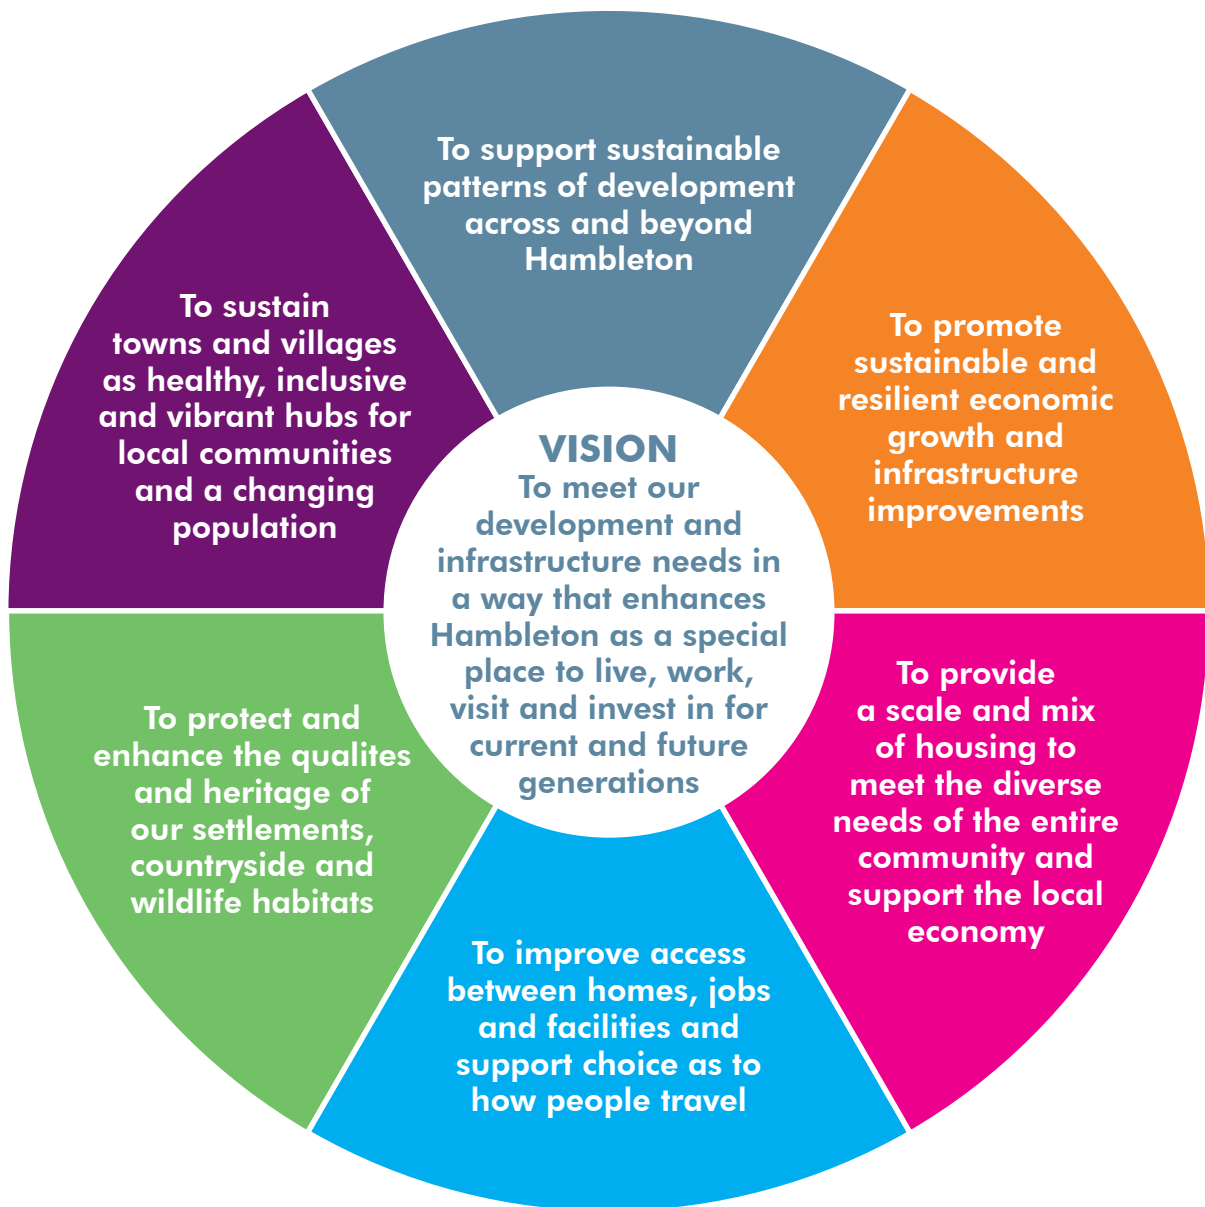 To support sustainable
patterns of development
across and beyond
Hambleton
To promote
sustainable and
resilient economic
growth and
infrastructure
improvements
To provide
a scale and mix
of housing to
meet the diverse
needs of the entire
community and
support the local
economy
To improve access
between homes, jobs
and facilities and
support choice as to
how people travel
To protect and
enhance the qualites
and heritage of
our settlements,
countryside and
wildlife habitats
To sustain
towns and villages
as healthy, inclusive
and vibrant hubs for
local communities
and a changing
population
VISION
To meet our
development and
infrastructure needs in
a way that enhances
Hambleton as a special
place to live, work,
visit and invest in for
current and future
generations